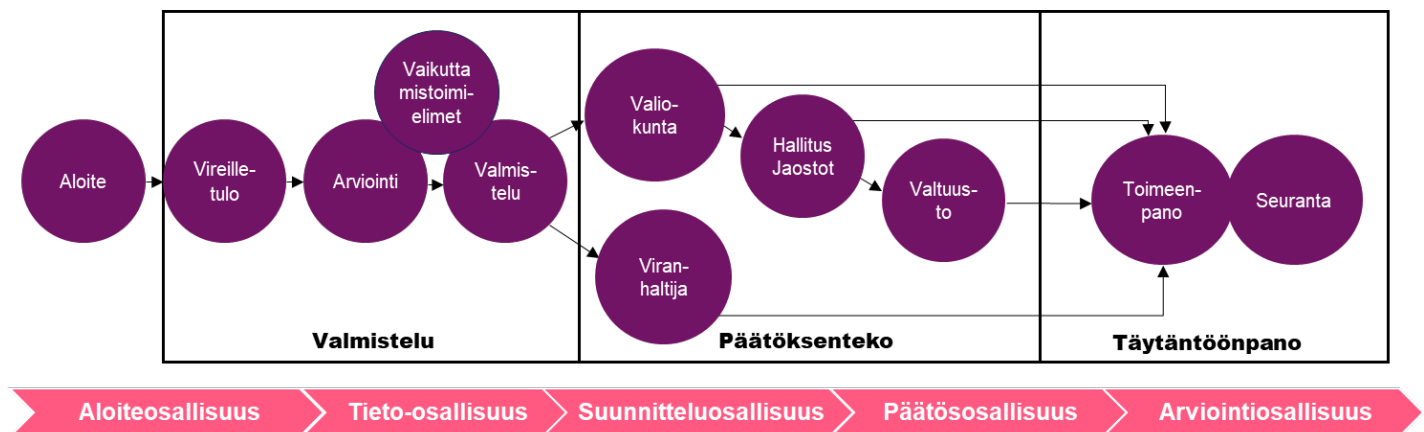 Aloite
Vireille-
tulo
Arviointi
Vaikutta
mistoimi-
elimet
Valmis-
telu
Valio-
kunta
Viran-
haltija
Hallitus
Jaostot
Valtuus-
to
Toimeen-
pano
Seuranta
Valmistelu
Päätöksenteko
Täytäntöönpano
Aloiteosallisuus
Tieto-osallisuus
Suunnitteluosallisuus
Päätösosallisuus
Arviointiosallisuus